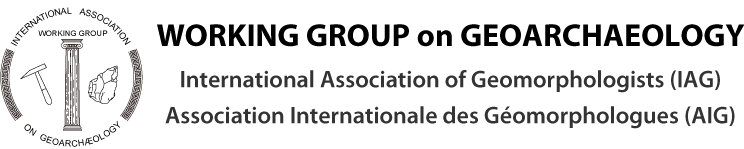 INTERNATIONAL ASSOCIATION
WORKING GROUP
ON GEOARCHÆOLOGY
WORKING GROUP on GEOARCHAEOLOGY
International Association of Geomorphologists (IAG)
Association Internationale des Géomorphologues (AIG)